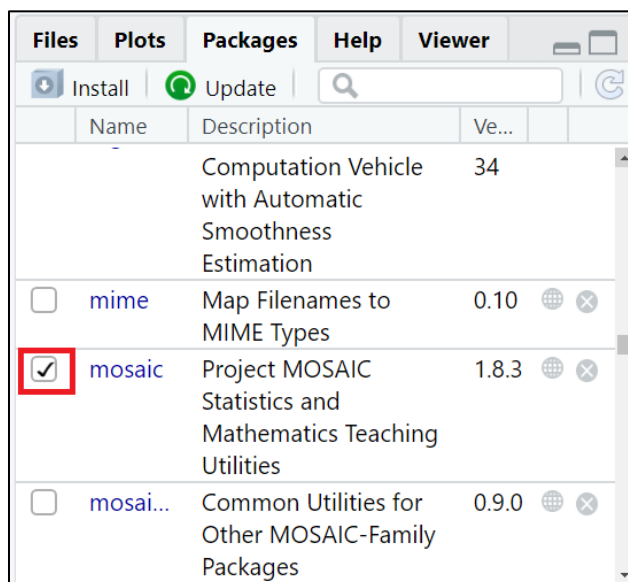 Files Plots Packages Help Viewer
Install Update
Name Description Ve...
Computation Vehicle 34
with Automatic
Smoothness
Estimation
mime Map Filenames to 0.10
MIME Types
mosaic Project MOSAIC 1.8.3
Statistics and
Mathematics Teaching
Utilities
mosai... Common Utilities for 0.9.0
Other MOSAIC-Family
Packages